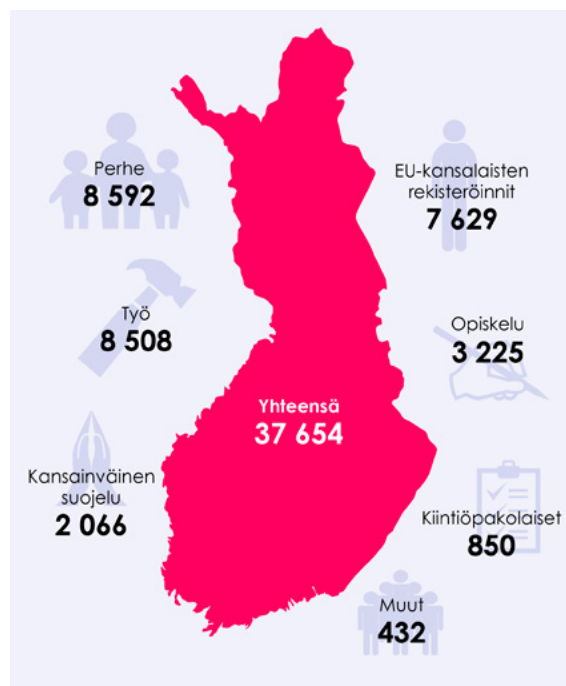 Perhe
8 592
EU-kansalaisten
rekisteröinnit
7 629
Työ
8 508
Opiskelu
3 225
Yhteensä
37 654
Kansainväinen
suojelu
2 066
Kiintiöpakolaiset
850
Muut
432